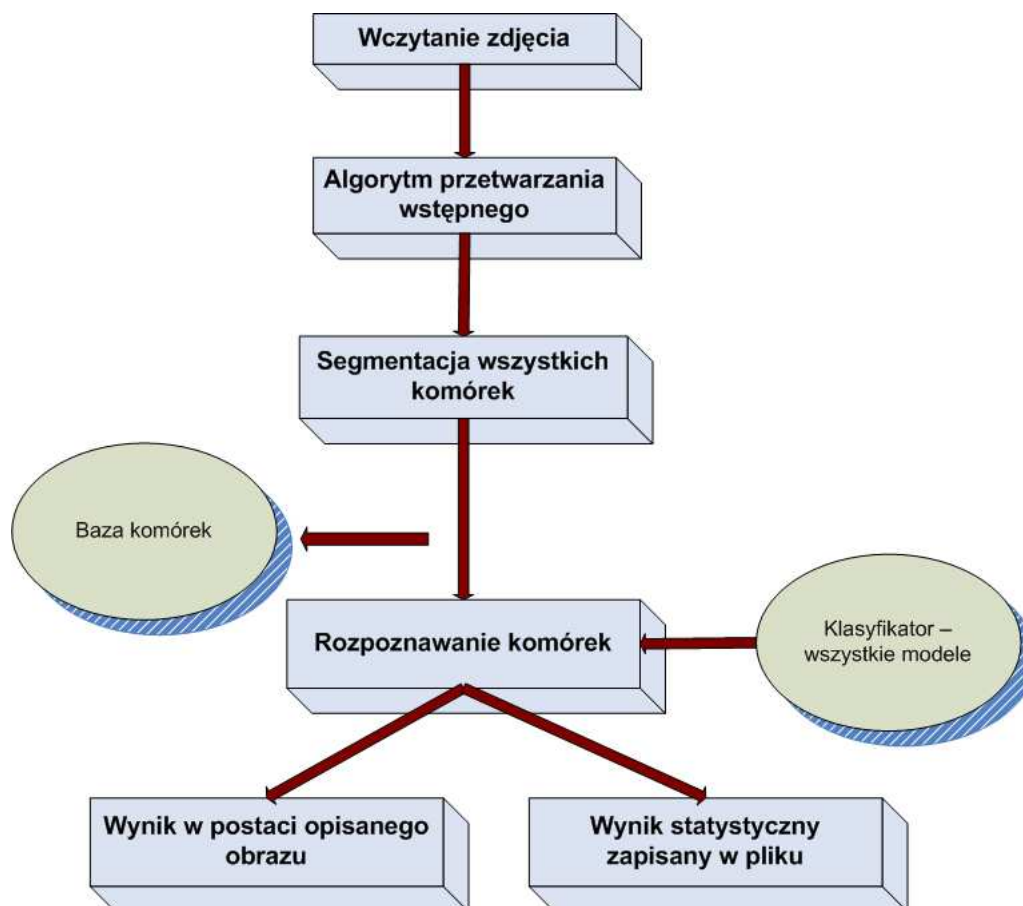 Wczytanie zdjęcia
Algorytm przetwarzania
wstępnego
Segmentacja wszystkich
komórek
Baza komórek
Rozpoznawanie komórek
Klasyfikator –
wszystkie modele
Wynik w postaci opisanego
obrazu
Wynik statystyczny
zapisany w pliku